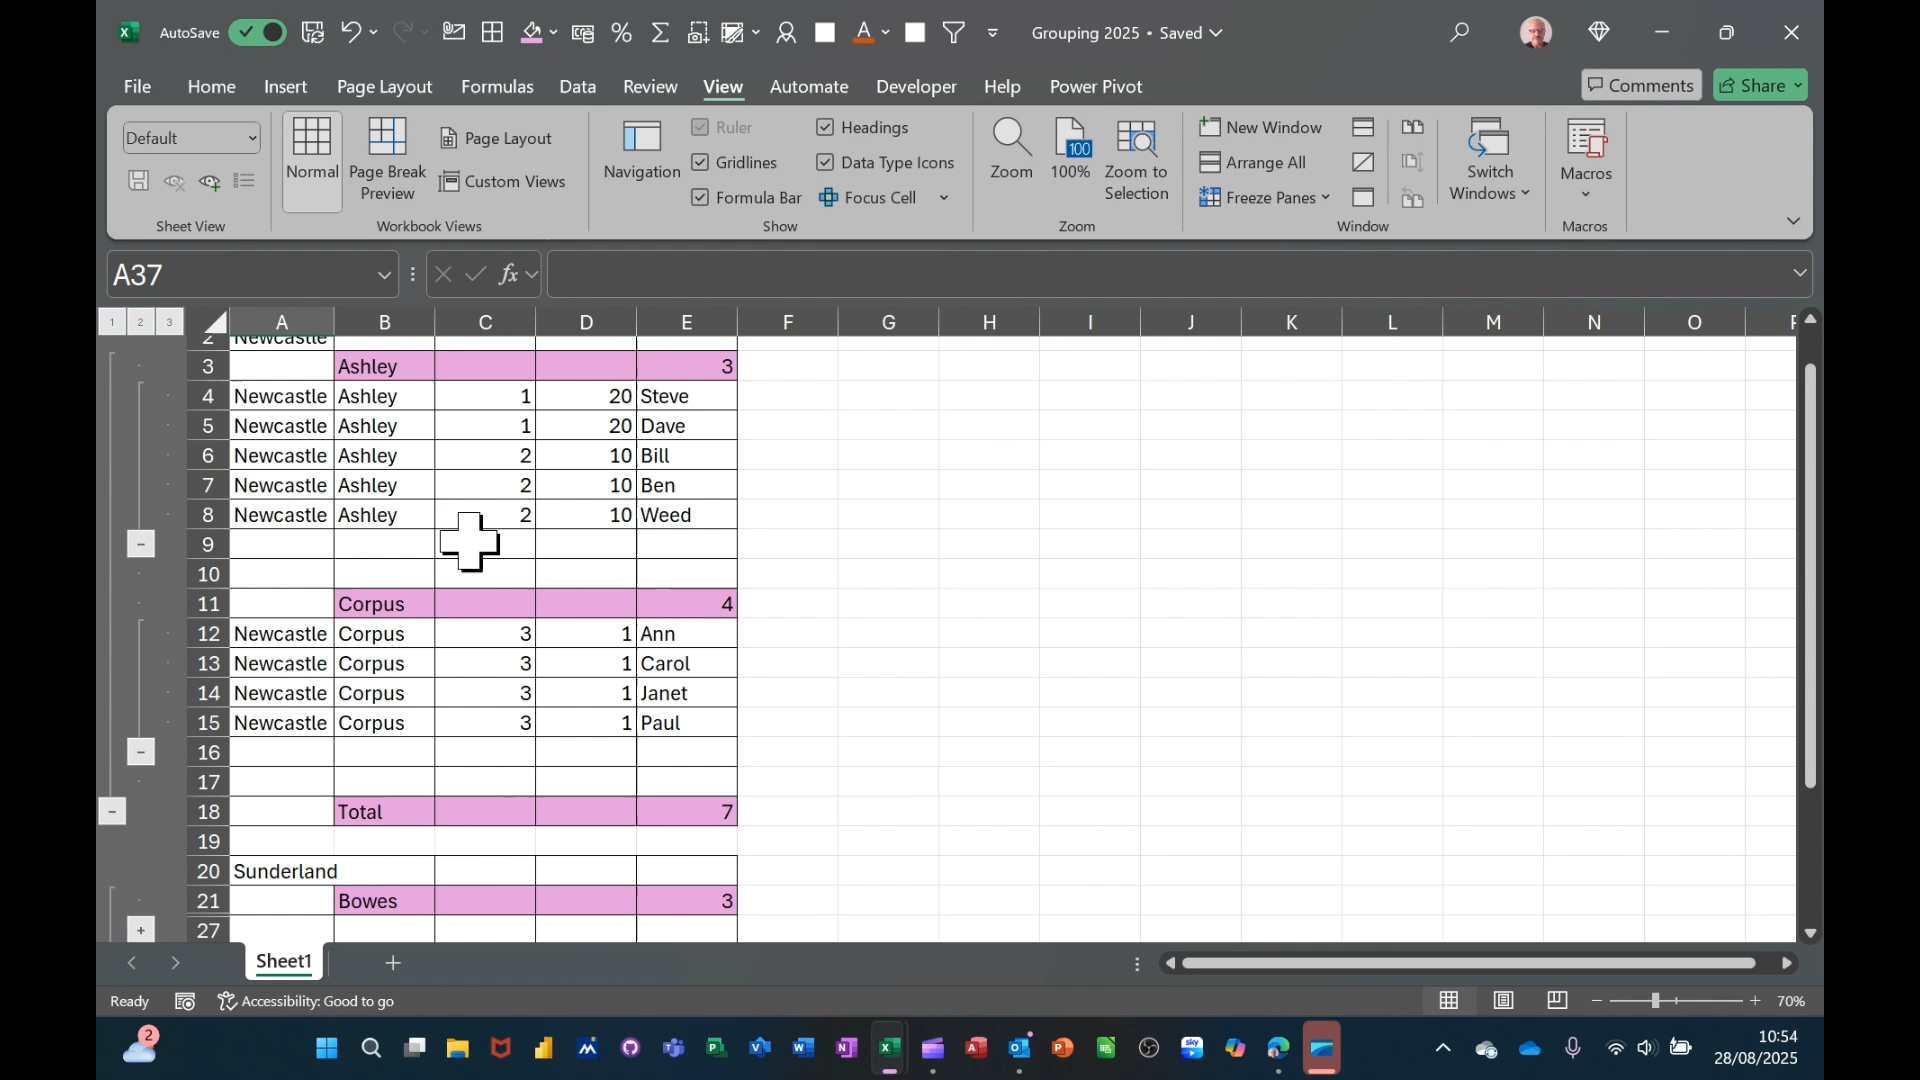 AutoSave Grouping 2025 • Saved
File Home Insert Page Layout Formulas Data Review View Automate Developer Help Power Pivot Comments Share
Default
Sheet View
Normal
Page Break Preview
Page Layout
Custom Views
Workbook Views
Navigation
Ruler
Gridlines
Formula Bar
Headings
Data Type Icons
Focus Cell
Show
Zoom
100
100%
Zoom to Selection
Zoom
New Window
Arrange All
Freeze Panes
Switch Windows
Window
Macros
Macros
A37 fx
1 2 3 A B C D E F G H I J K L M N O
3 Ashley 3
4 Newcastle Ashley 1 20 Steve
5 Newcastle Ashley 1 20 Dave
6 Newcastle Ashley 2 10 Bill
7 Newcastle Ashley 2 10 Ben
8 Newcastle Ashley 2 10 Weed
9
10
11 Corpus 4
12 Newcastle Corpus 3 1 Ann
13 Newcastle Corpus 3 1 Carol
14 Newcastle Corpus 3 1 Janet
15 Newcastle Corpus 3 1 Paul
16
17
18 Total 7
19
20 Sunderland
21 Bowes 3
27
Sheet1
Ready Accessibility: Good to go 70%
2 sky 10:54
28/08/2025